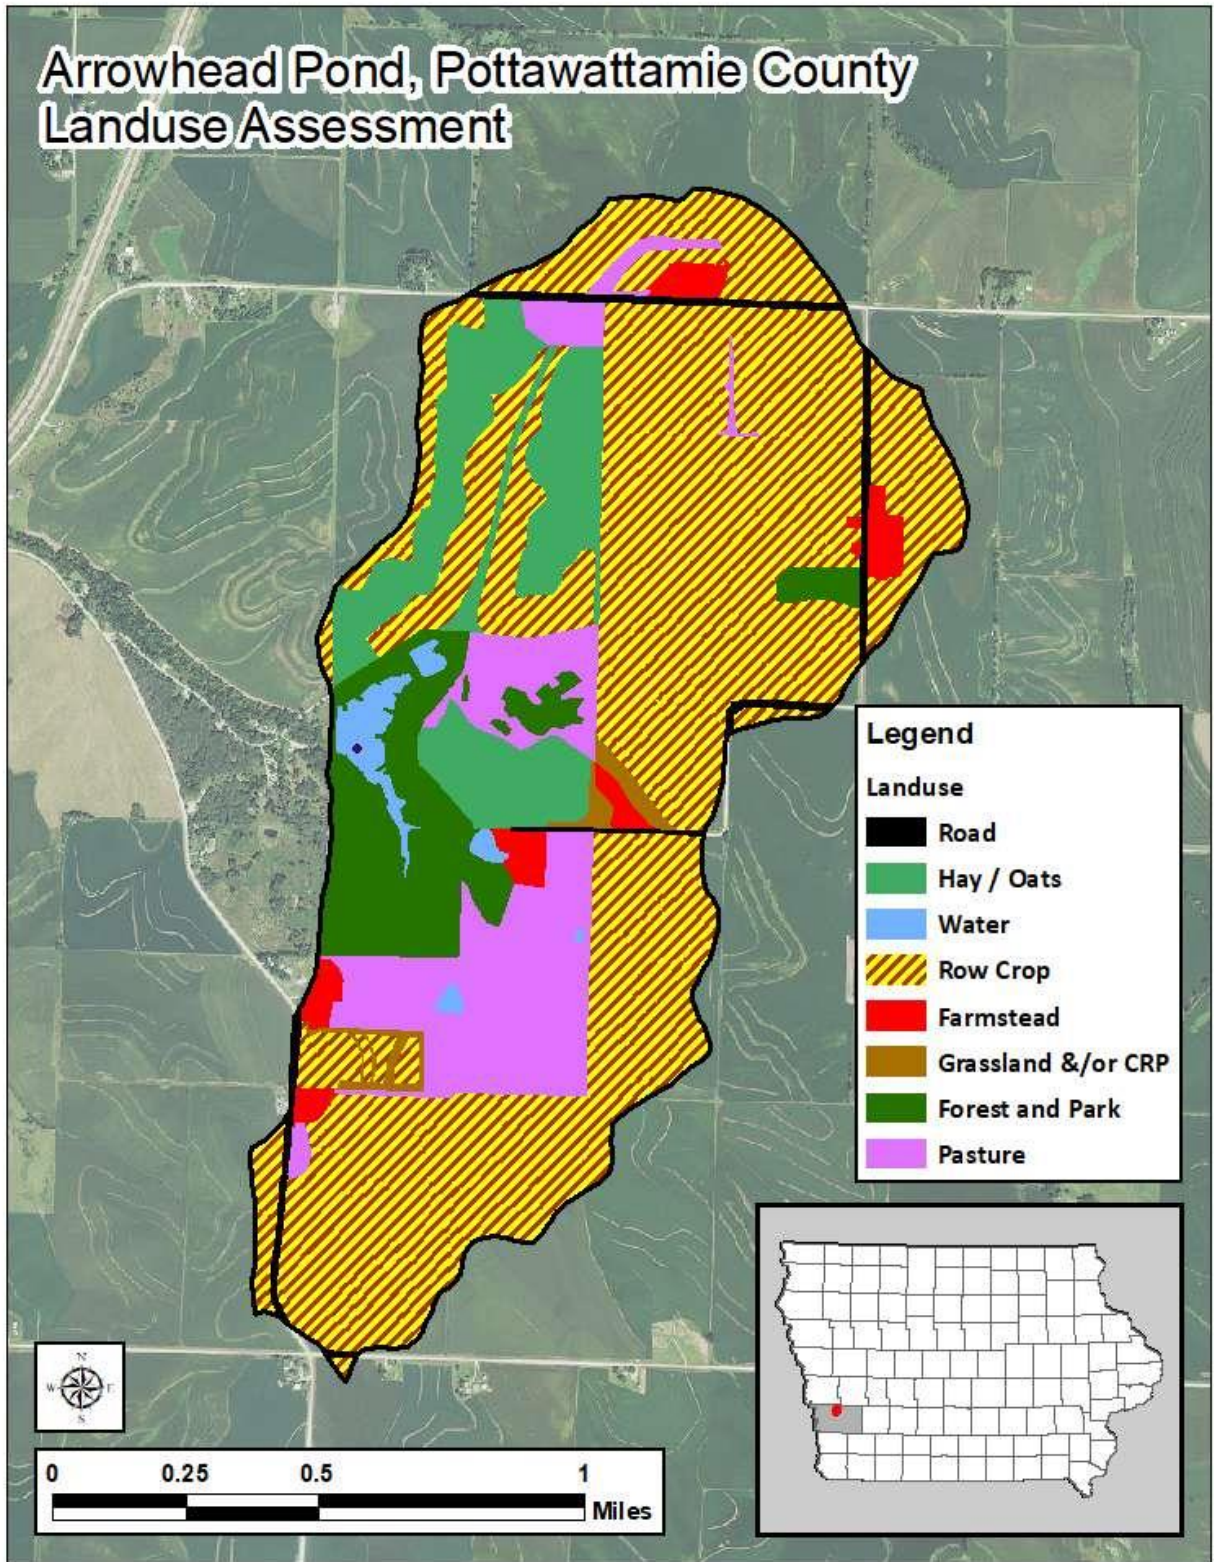 Arrowhead Pond, Pottawattamie County
Landuse Assessment
Legend
Landuse
Road
Hay / Oats
Water
Row Crop
Farmstead
Grassland &/or CRP
Forest and Park
Pasture
N
W E
S
0 0.25 0.5 1
Miles